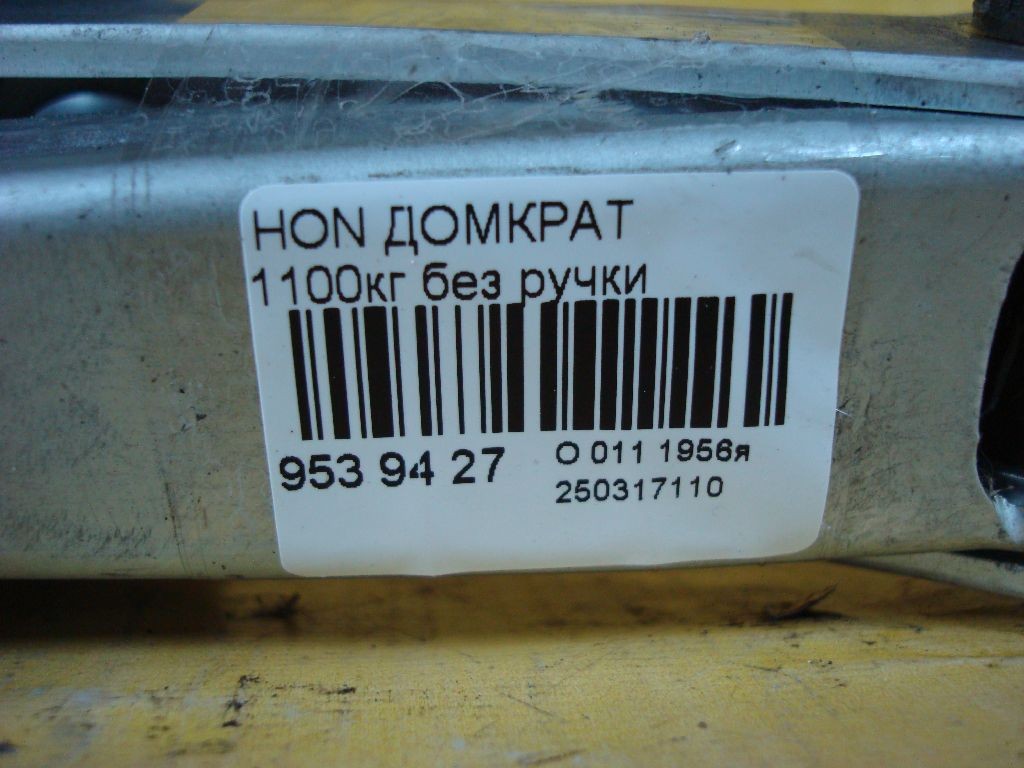 HON ДОМКРАТ
1100кг без ручки
953 94 27
О 011 1956я
250317110